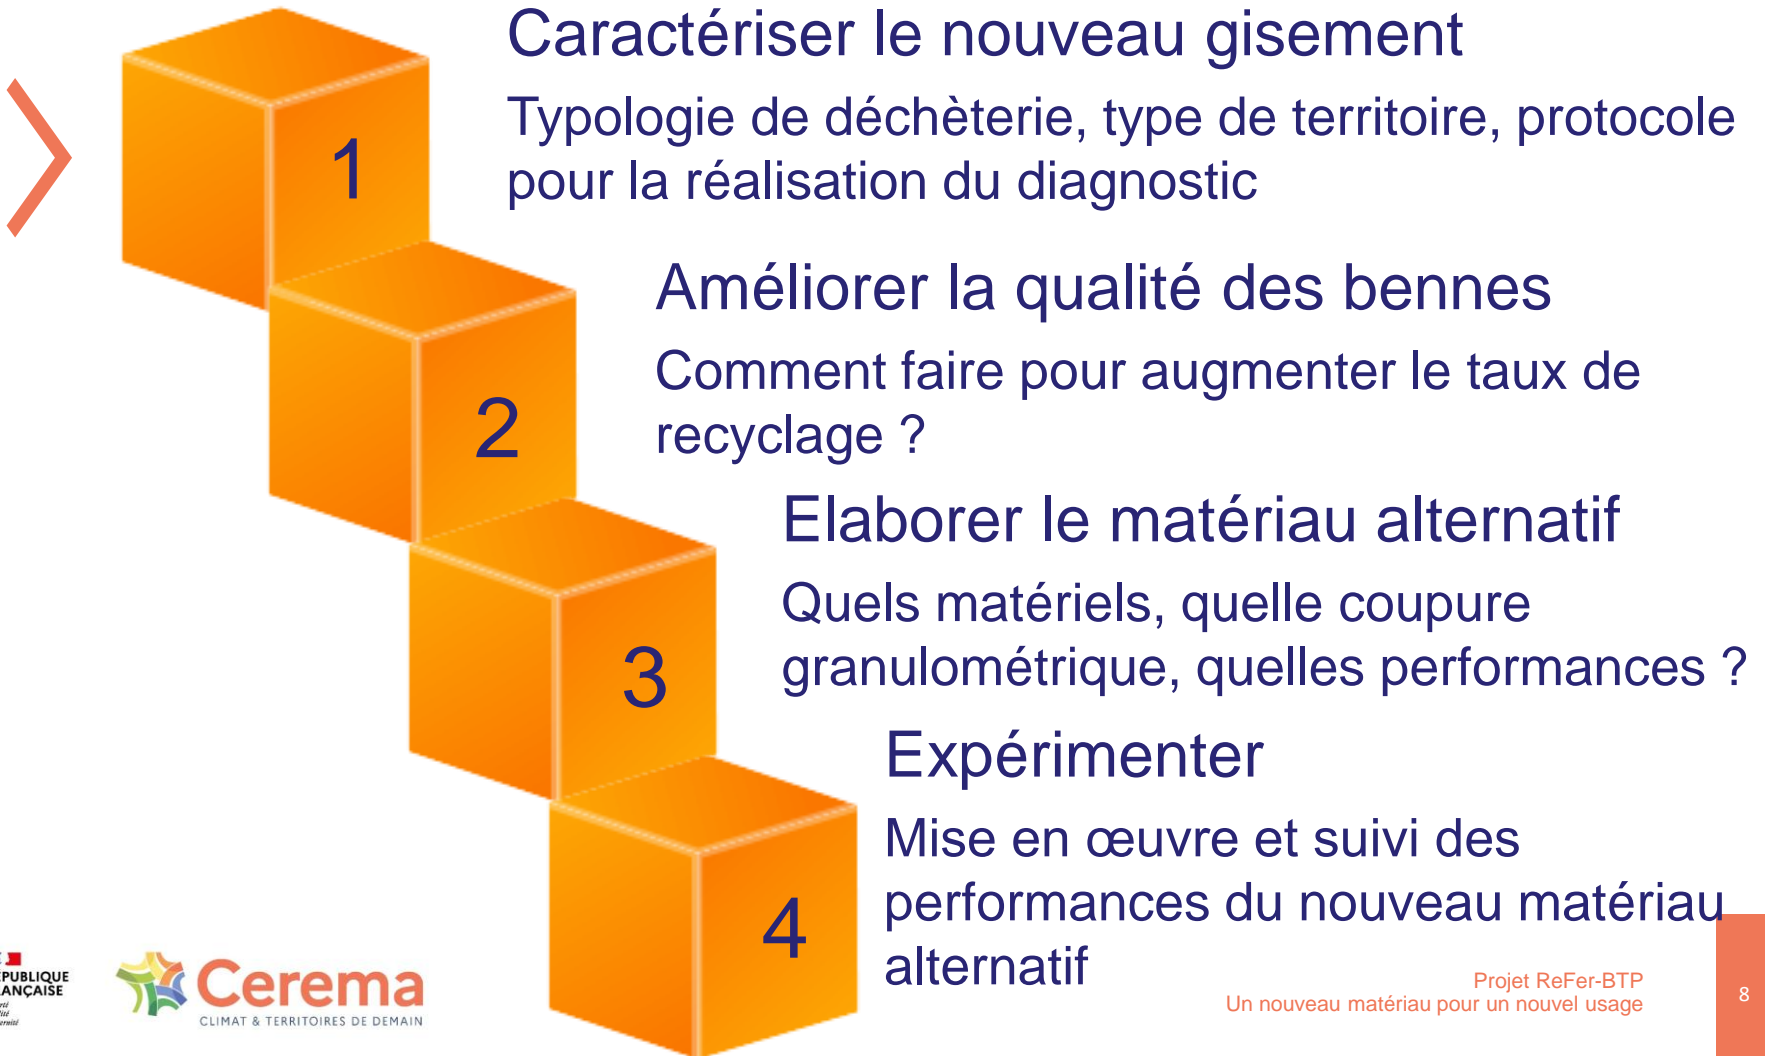 Caractériser le nouveau gisement
Typologie de déchèterie, type de territoire, protocole
pour la réalisation du diagnostic
1
Améliorer la qualité des bennes
Comment faire pour augmenter le taux de
recyclage ?
2
Elaborer le matériau alternatif
Quels matériels, quelle coupure
granulométrique, quelles performances ?
3
Expérimenter
Mise en œuvre et suivi des
performances du nouveau matériau
alternatif
4
Cerema
CLIMAT & TERRITOIRES DE DEMAIN
Projet ReFer-BTP
Un nouveau matériau pour un nouvel usage
8